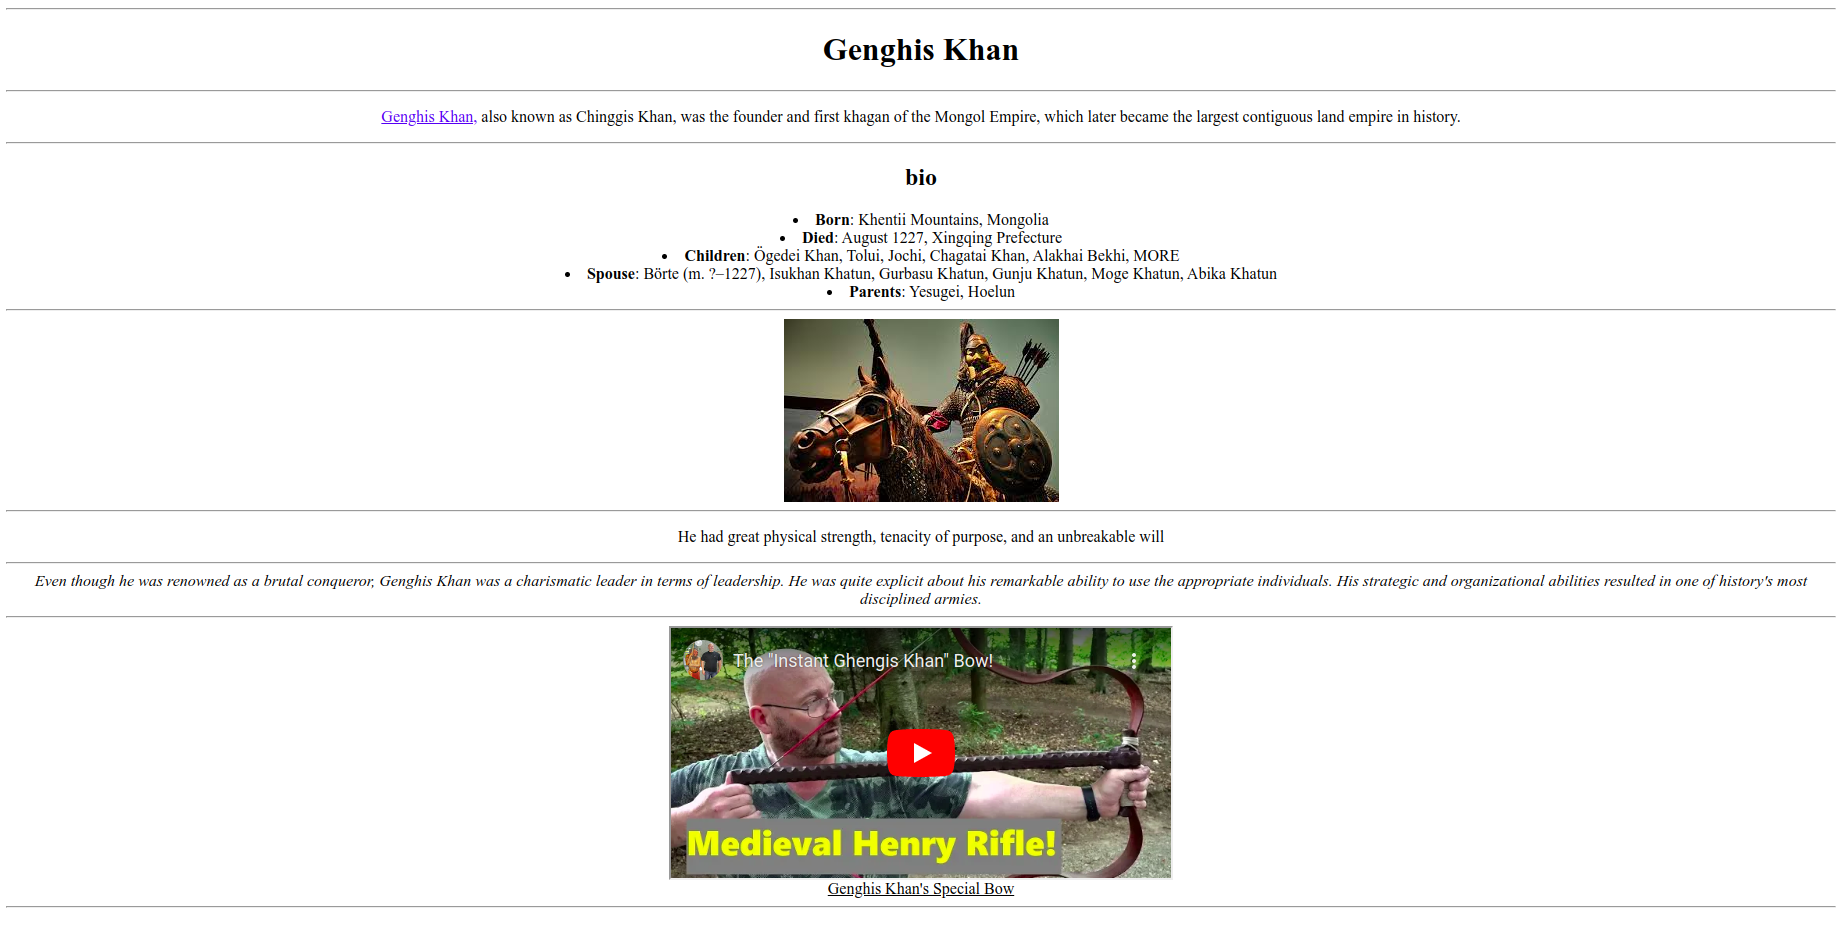 Genghis Khan
Genghis Khan, also known as Chinggis Khan, was the founder and first khagan of the Mongol Empire, which later became the largest contiguous land empire in history.
bio
• Born: Khentii Mountains, Mongolia
• Died: August 1227, Xingqing Prefecture
• Children: Ögedei Khan, Tolui, Jochi, Chagatai Khan, Alakhai Bekhi, MORE
• Spouse: Börte (m. ?–1227), Isukhan Khatun, Gurbasu Khatun, Gunju Khatun, Moge Khatun, Abika Khatun
• Parents: Yesugei, Hoelun
He had great physical strength, tenacity of purpose, and an unbreakable will
Even though he was renowned as a brutal conqueror, Genghis Khan was a charismatic leader in terms of leadership. He was quite explicit about his remarkable ability to use the appropriate individuals. His strategic and organizational abilities resulted in one of history's most
disciplined armies.
The "Instant Ghengis Khan" Bow!
Medieval Henry Rifle!
Genghis Khan's Special Bow